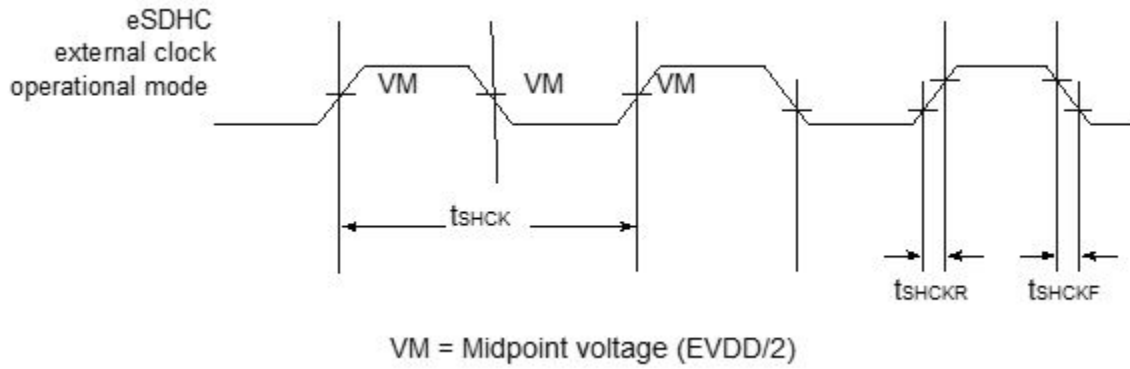 eSDHC
external clock
operational mode
VM VM VM
tSHCK
tSHCKR tSHCKF
VM = Midpoint voltage (EVDD/2)